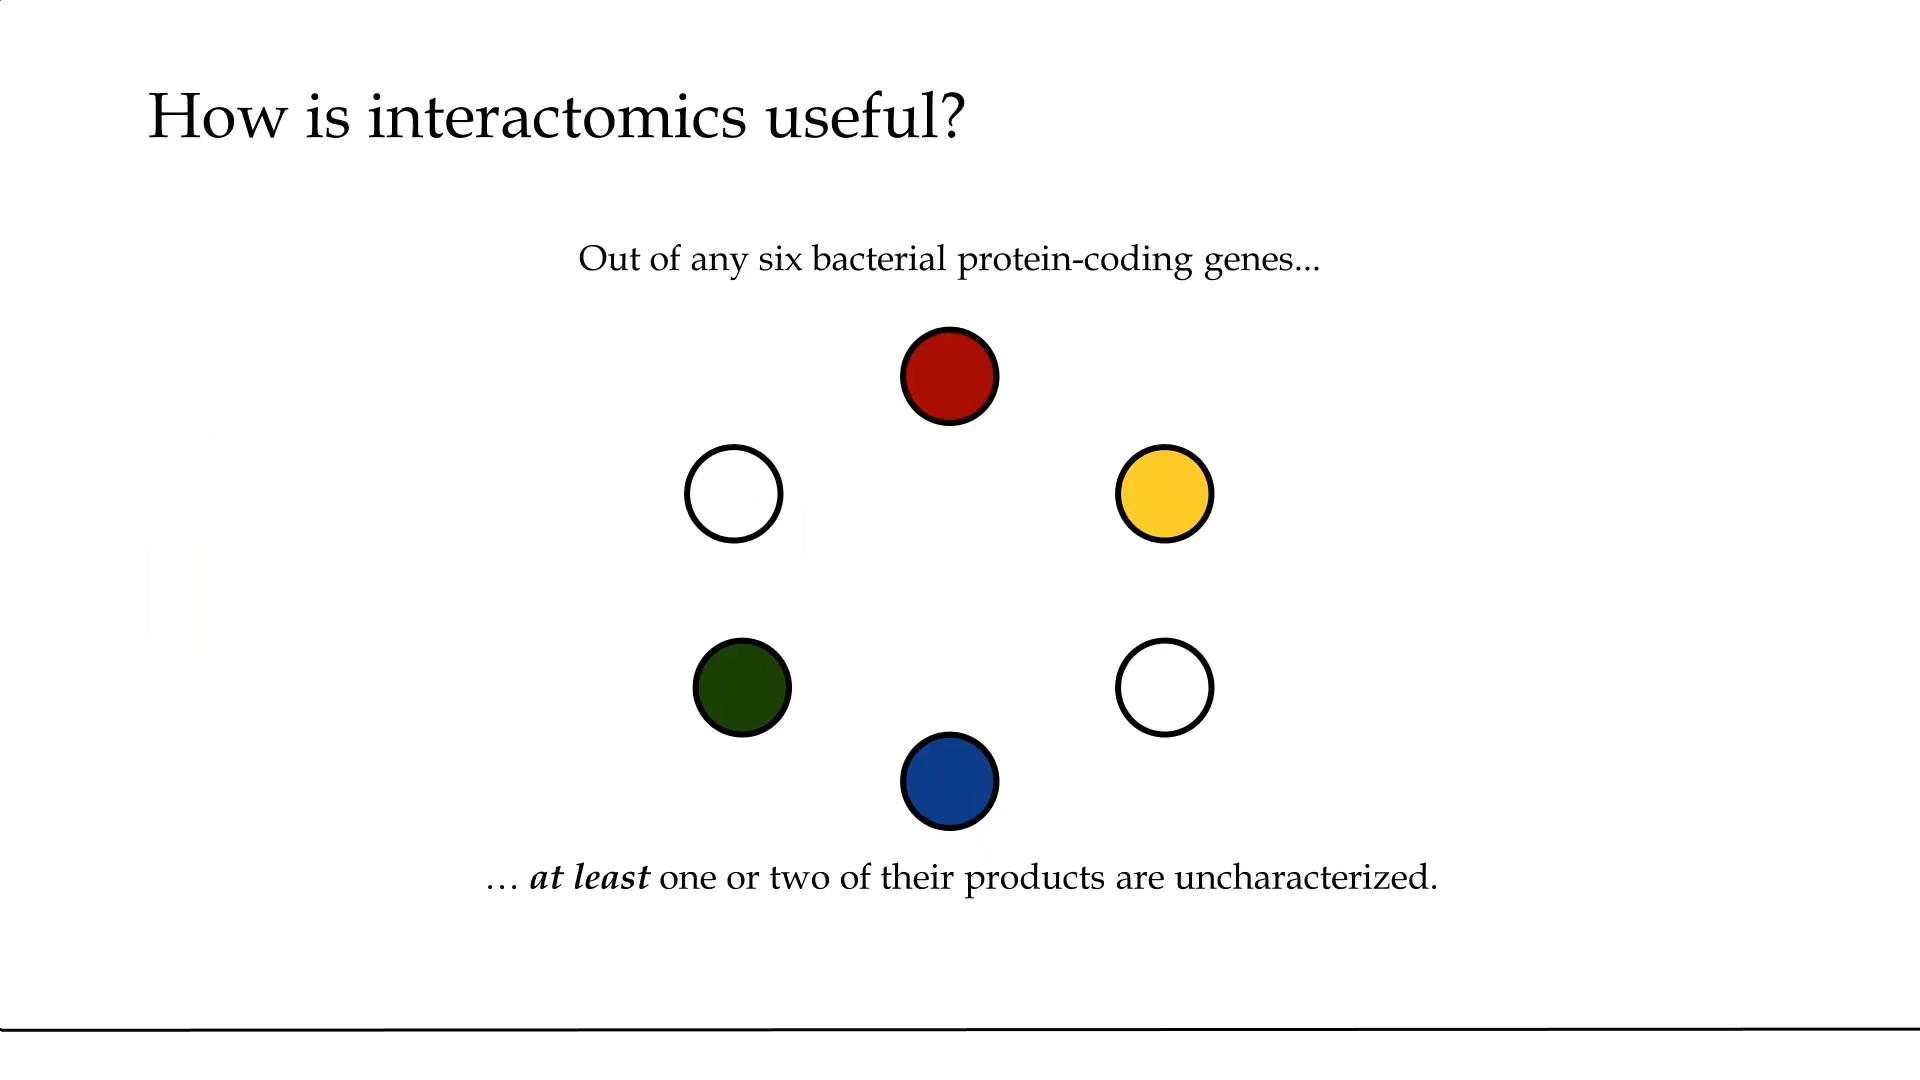 How is interactomics useful?
Out of any six bacterial protein-coding genes...
… at least one or two of their products are uncharacterized.